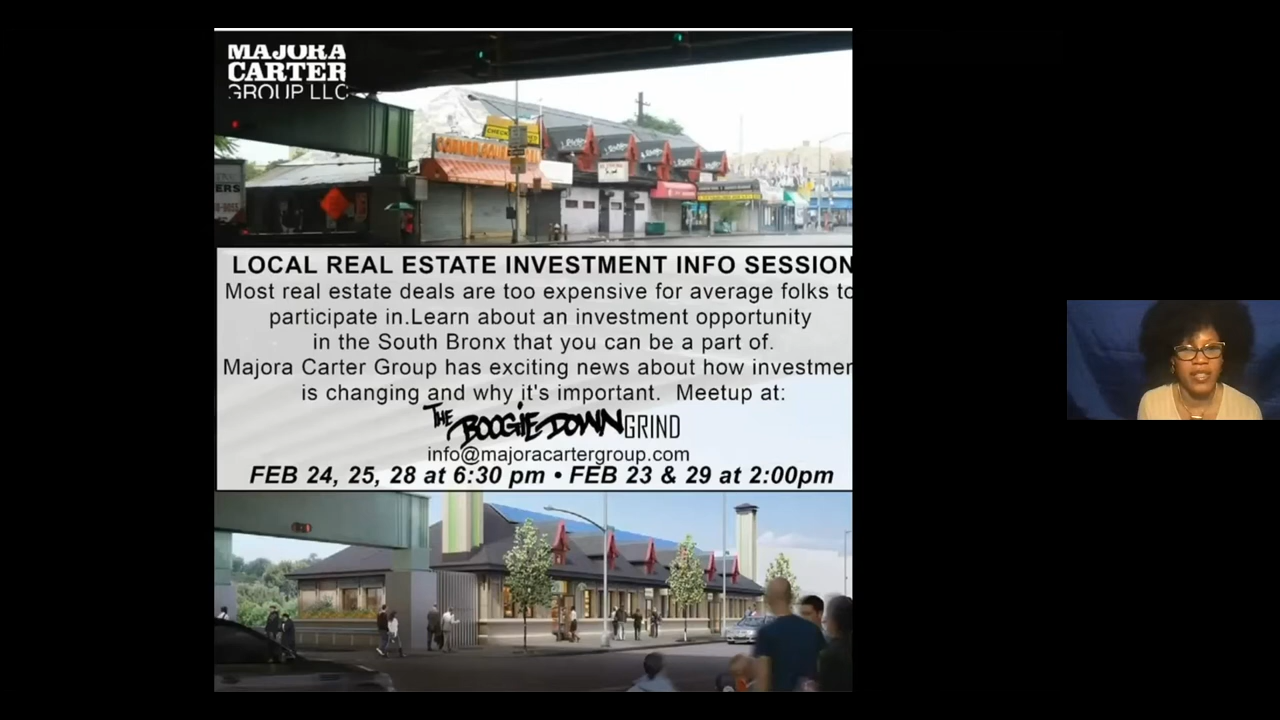 MAJORA
CARTER
GROUP LLC
LOCAL REAL ESTATE INVESTMENT INFO SESSION
Most real estate deals are too expensive for average folks to
participate in.Learn about an investment opportunity
in the South Bronx that you can be a part of.
Majora Carter Group has exciting news about how investmen
is changing and why it's important. Meetup at:
THE BOOGIE DOWN GRIND
info@majoracartergroup.com
FEB 24, 25, 28 at 6:30 pm • FEB 23 & 29 at 2:00pm